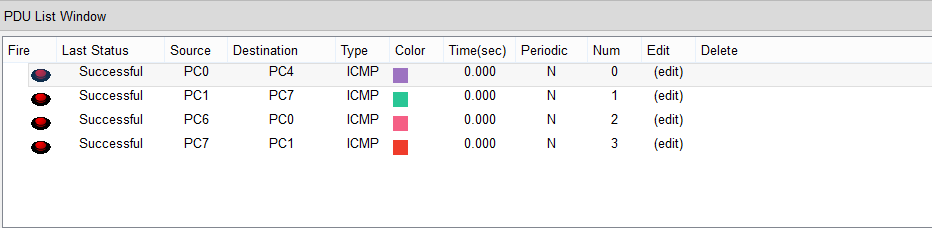 PDU List Window
Fire Last Status Source Destination Type Color Time(sec) Periodic Num Edit Delete
Successful PC0 PC4 ICMP 0.000 N 0 (edit)
Successful PC1 PC7 ICMP 0.000 N 1 (edit)
Successful PC6 PC0 ICMP 0.000 N 2 (edit)
Successful PC7 PC1 ICMP 0.000 N 3 (edit)